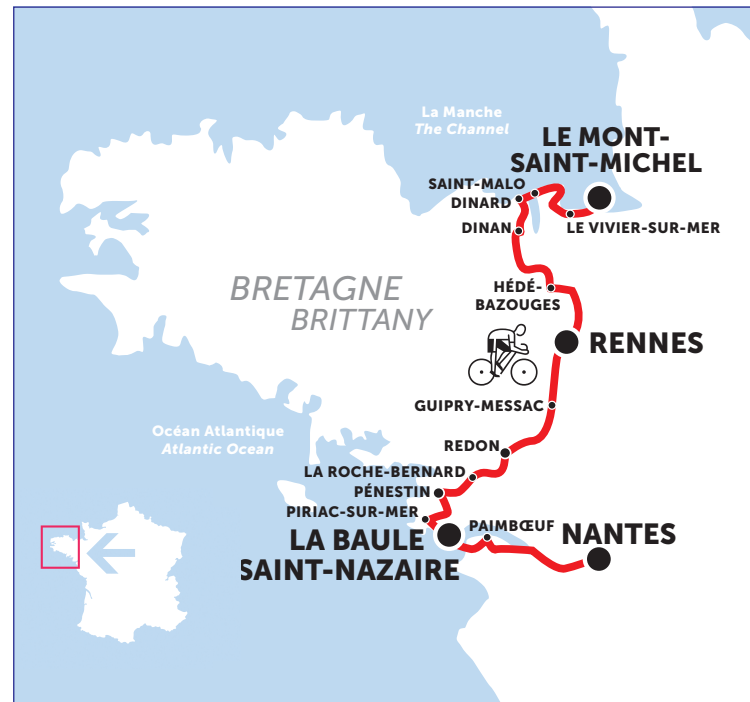 La Manche
The Channel
LE MONT-
SAINT-MICHEL
SAINT-MALO
DINARD
LE VIVIER-SUR-MER
DINAN
HÉDÉ-
BAZOUGES
BRETAGNE
BRITTANY
RENNES
GUIPRY-MESSAC
Océan Atlantique
Atlantic Ocean
REDON
LA ROCHE-BERNARD
PÉNESTIN
PIRIAC-SUR-MER
LA BAULE
SAINT-NAZAIRE
PAIMBŒUF
NANTES